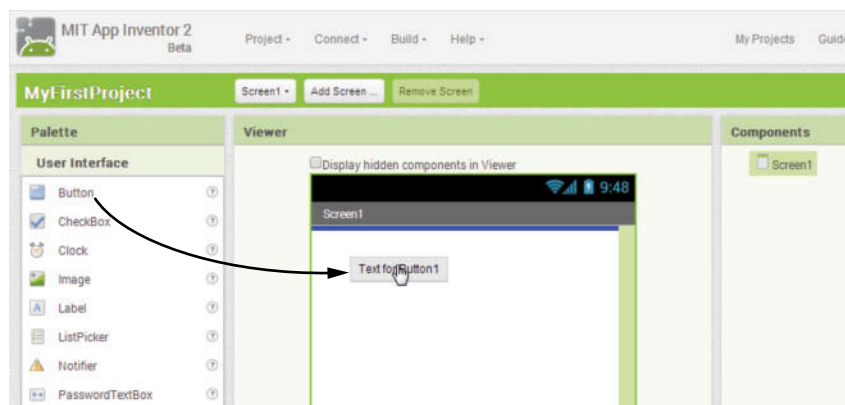 MIT App Inventor 2
Beta
Project Connect Build Help My Projects Guide
MyFirstProject Screen1 Add Screen ... Remove Screen
Palette
User Interface
Button ?
CheckBox ?
Clock ?
Image ?
Label ?
ListPicker ?
Notifier ?
PasswordTextBox ?
Viewer
Display hidden components in Viewer
9:48
Screen1
Text for Button1
Components
Screen1